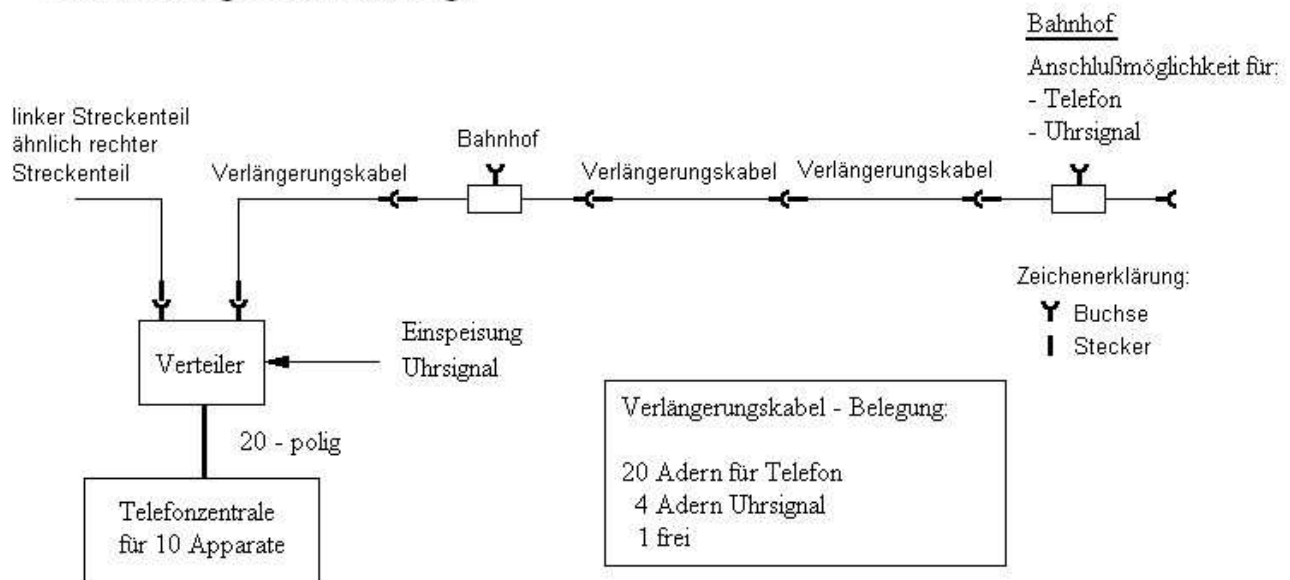 Bahnhof
Anschlußmöglichkeit für:
- Telefon
- Uhrsignal
linker Streckenteil
ähnlich rechter
Streckenteil
Verlängerungskabel
Bahnhof
Verlängerungskabel
Verlängerungskabel
Zeichenerklärung:
Buchse
Stecker
Verteiler
Einspeisung
Uhrsignal
20 - polig
Telefonzentrale
für 10 Apparate
Verlängerungskabel - Belegung:
20 Adern für Telefon
4 Adern Uhrsignal
1 frei